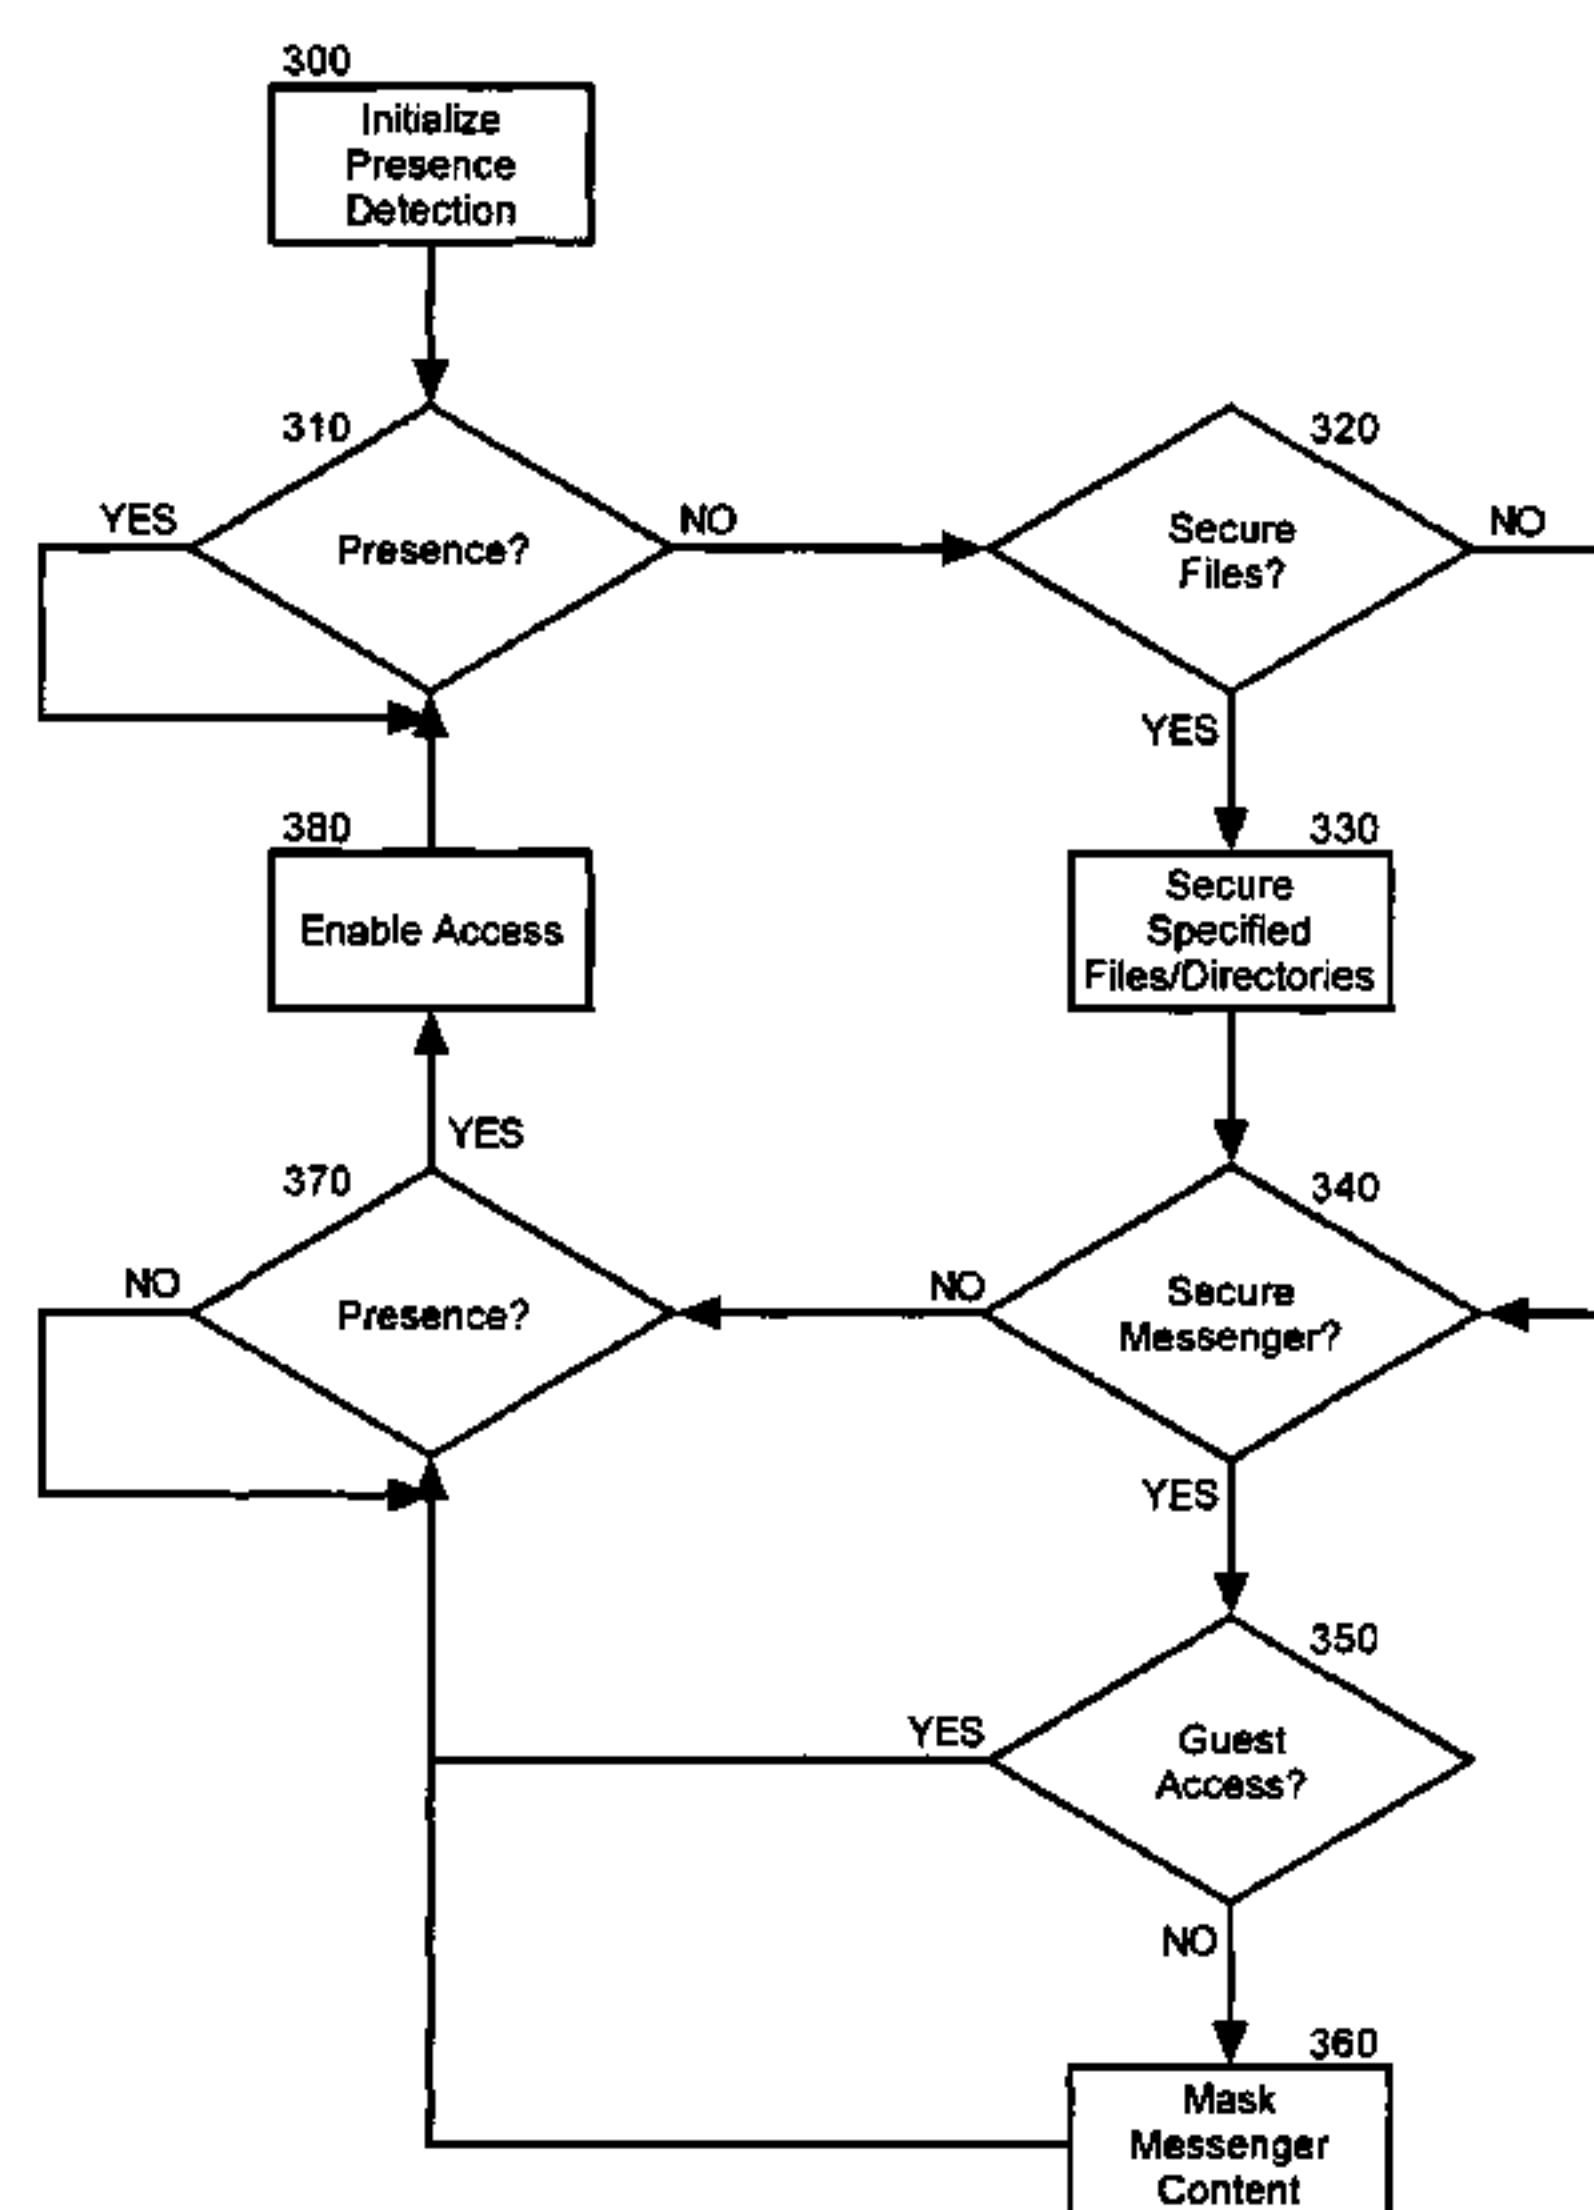 300
Initialize
Presence
Detection
310
YES
Presence?
NO
320
Secure
Files?
NO
YES
380
Enable Access
330
Secure
Specified
Files/Directories
YES
370
NO
Presence?
NO
340
Secure
Messenger?
YES
350
YES
Guest
Access?
NO
360
Mask
Messenger
Content